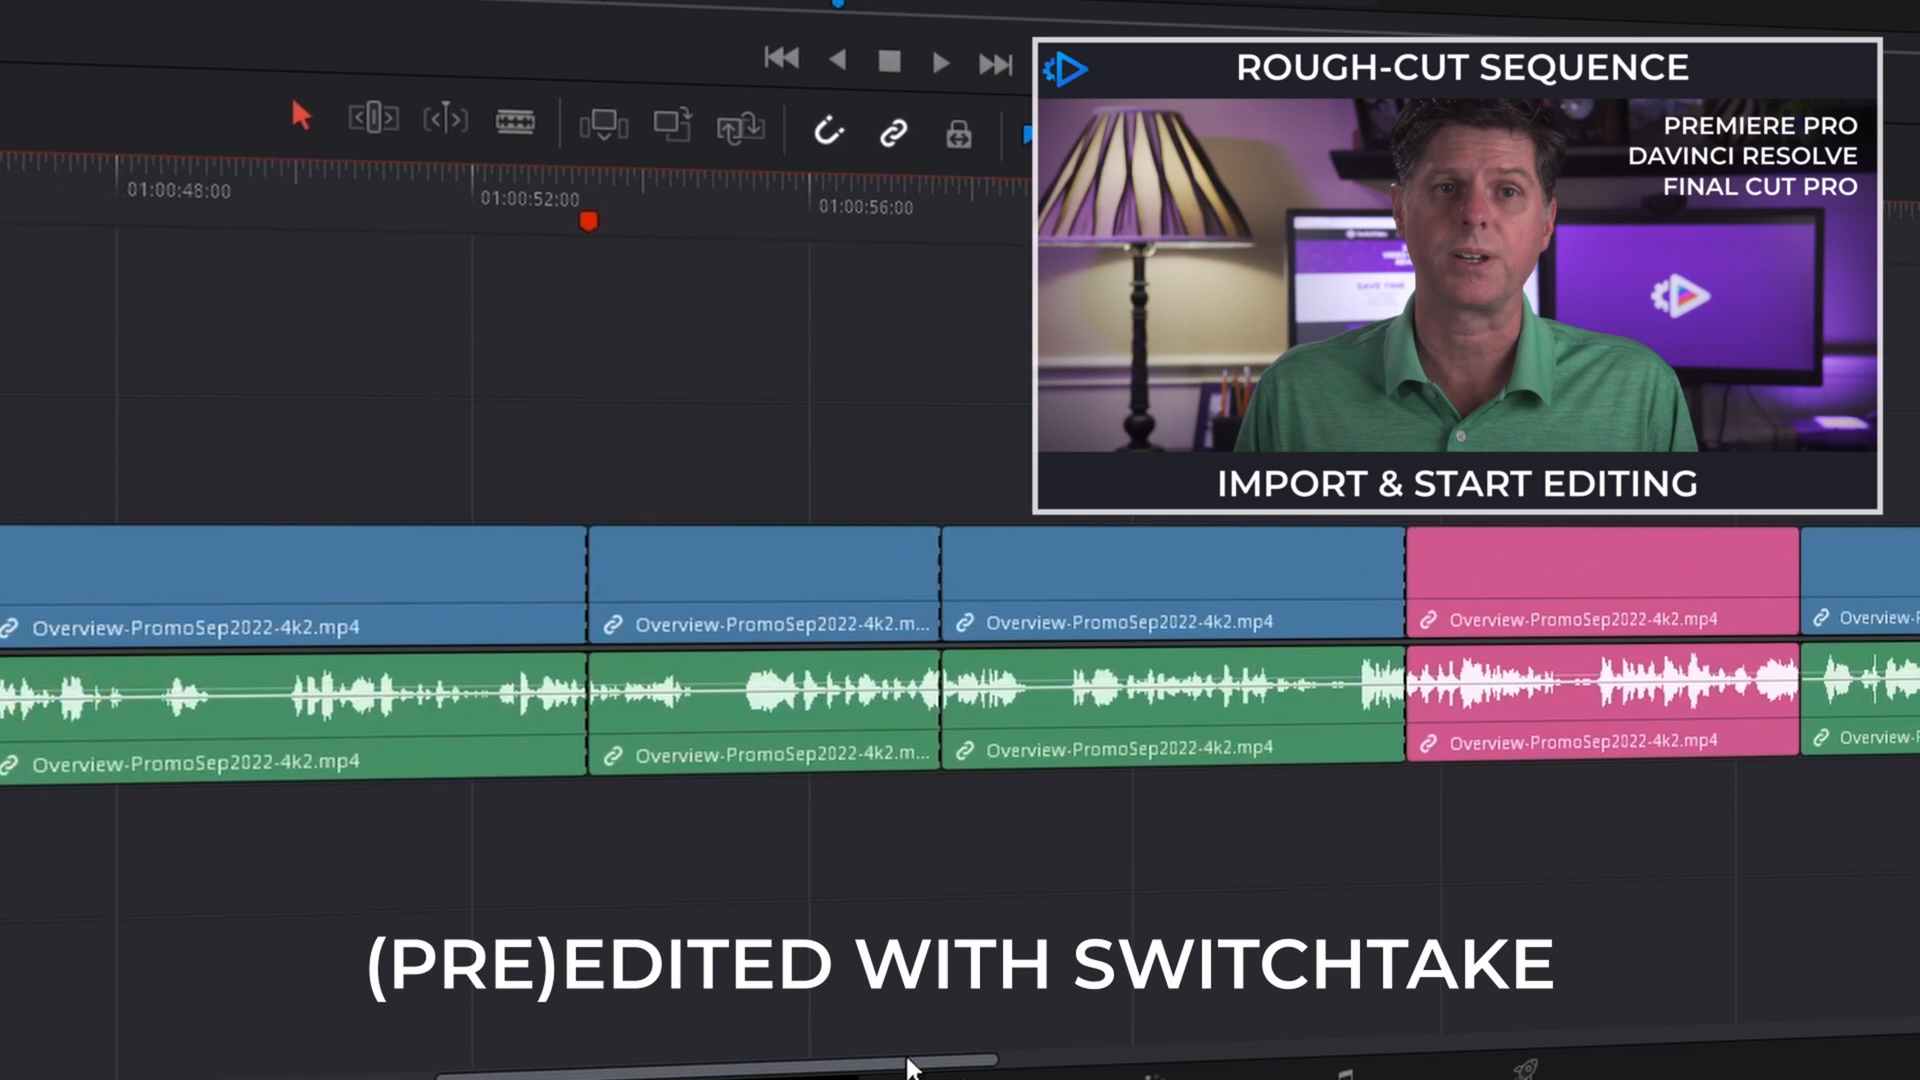 ROUGH-CUT SEQUENCE
PREMIERE PRO
DAVINCI RESOLVE
FINAL CUT PRO
SAVE TIME
IMPORT & START EDITING
01:00:48:00
01:00:52:00
01:00:56:00
Overview-PromoSep2022-4k2.mp4
Overview-PromoSep2022-4k2.m...
Overview-PromoSep2022-4k2.mp4
Overview-PromoSep2022-4k2.mp4
Overview-P
Overview-PromoSep2022-4k2.mp4
Overview-PromoSep2022-4k2.m...
Overview-PromoSep2022-4k2.mp4
Overview-PromoSep2022-4k2.mp4
Overview-P
(PRE)EDITED WITH SWITCHTAKE